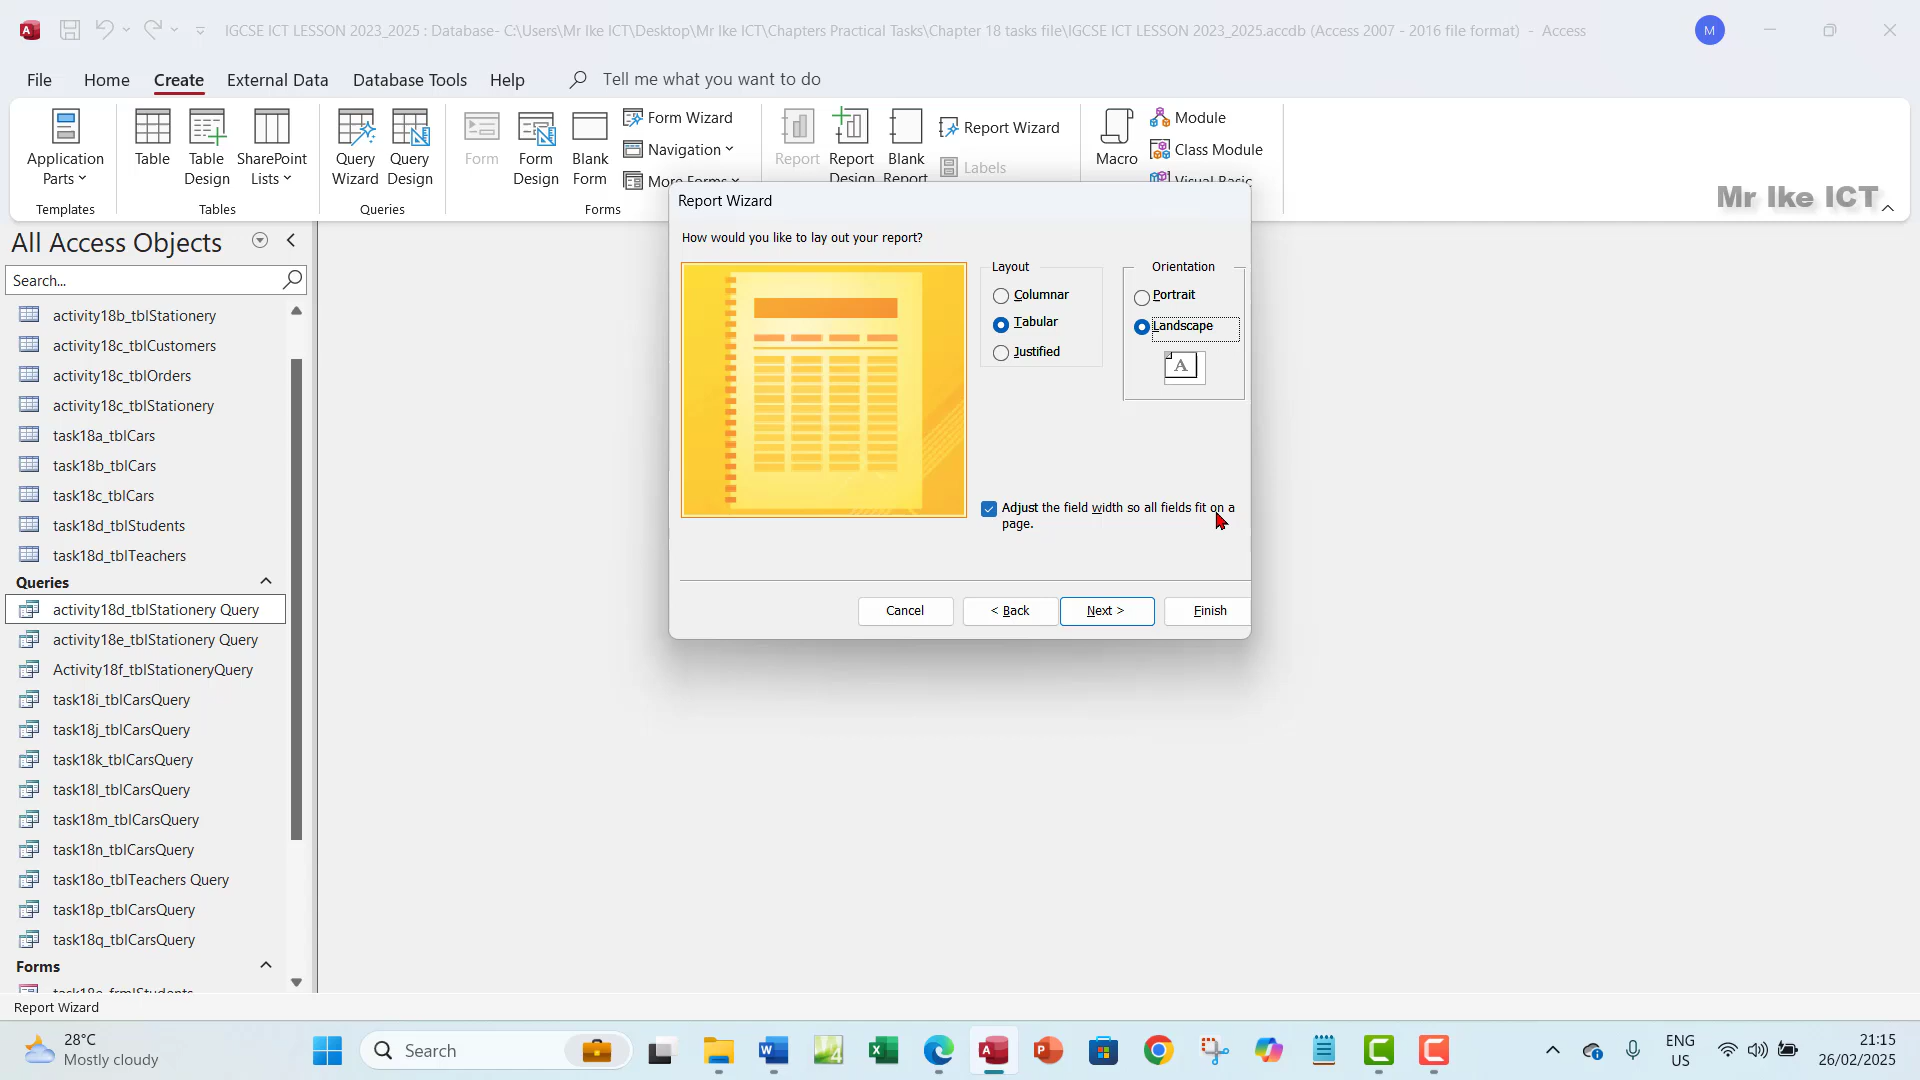 IGCSE ICT LESSON 2023_2025 : Database- C:\Users\Mr Ike ICT\Desktop\Mr Ike ICT\Chapters Practical Tasks\Chapter 18 tasks file\IGCSE ICT LESSON 2023_2025.accdb (Access 2007 - 2016 file format) - Access
M
File
Home
Create
External Data
Database Tools
Help
Tell me what you want to do
Application
Parts
Templates
Table
Table
Design
SharePoint
Lists
Tables
Query
Wizard
Query
Design
Queries
Form
Form
Design
Blank
Form
Form Wizard
Navigation
More Forms
Forms
Report
Report
Design
Blank
Report
Report Wizard
Labels
Macro
Module
Class Module
Visual Basic
Mr Ike ICT
All Access Objects
Search...
activity18b_tblStationery
activity18c_tblCustomers
activity18c_tblOrders
activity18c_tblStationery
task18a_tblCars
task18b_tblCars
task18c_tblCars
task18d_tblStudents
task18d_tblTeachers
Queries
activity18d_tblStationery Query
activity18e_tblStationery Query
Activity18f_tblStationeryQuery
task18i_tblCarsQuery
task18j_tblCarsQuery
task18k_tblCarsQuery
task18l_tblCarsQuery
task18m_tblCarsQuery
task18n_tblCarsQuery
task18o_tblTeachers Query
task18p_tblCarsQuery
task18q_tblCarsQuery
Forms
Report Wizard
How would you like to lay out your report?
Layout
Columnar
Tabular
Justified
Orientation
Portrait
Landscape
A
Adjust the field width so all fields fit on a
page.
Cancel
< Back
Next >
Finish
Report Wizard
28°C
Mostly cloudy
Search
ENG
US
21:15
26/02/2025